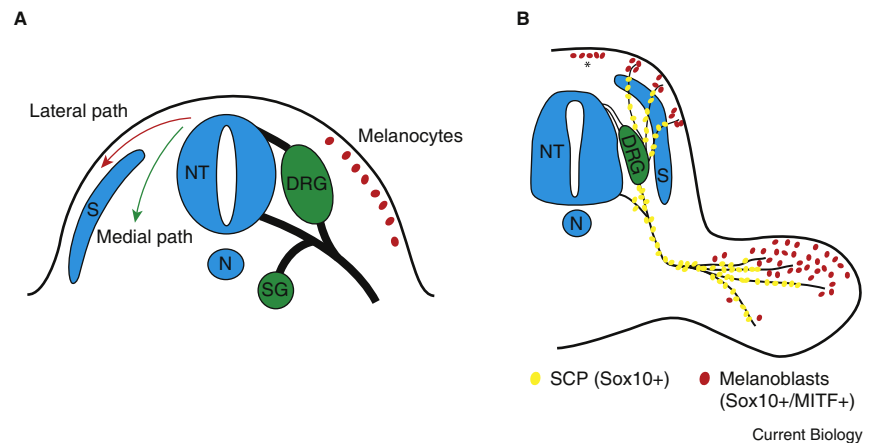 A
Lateral path
NT
DRG
Melanocytes
S
Medial path
N
SG
B
*
NT
DRG
S
N
SCP (Sox10+)
Melanoblasts
(Sox10+/MITF+)
Current Biology